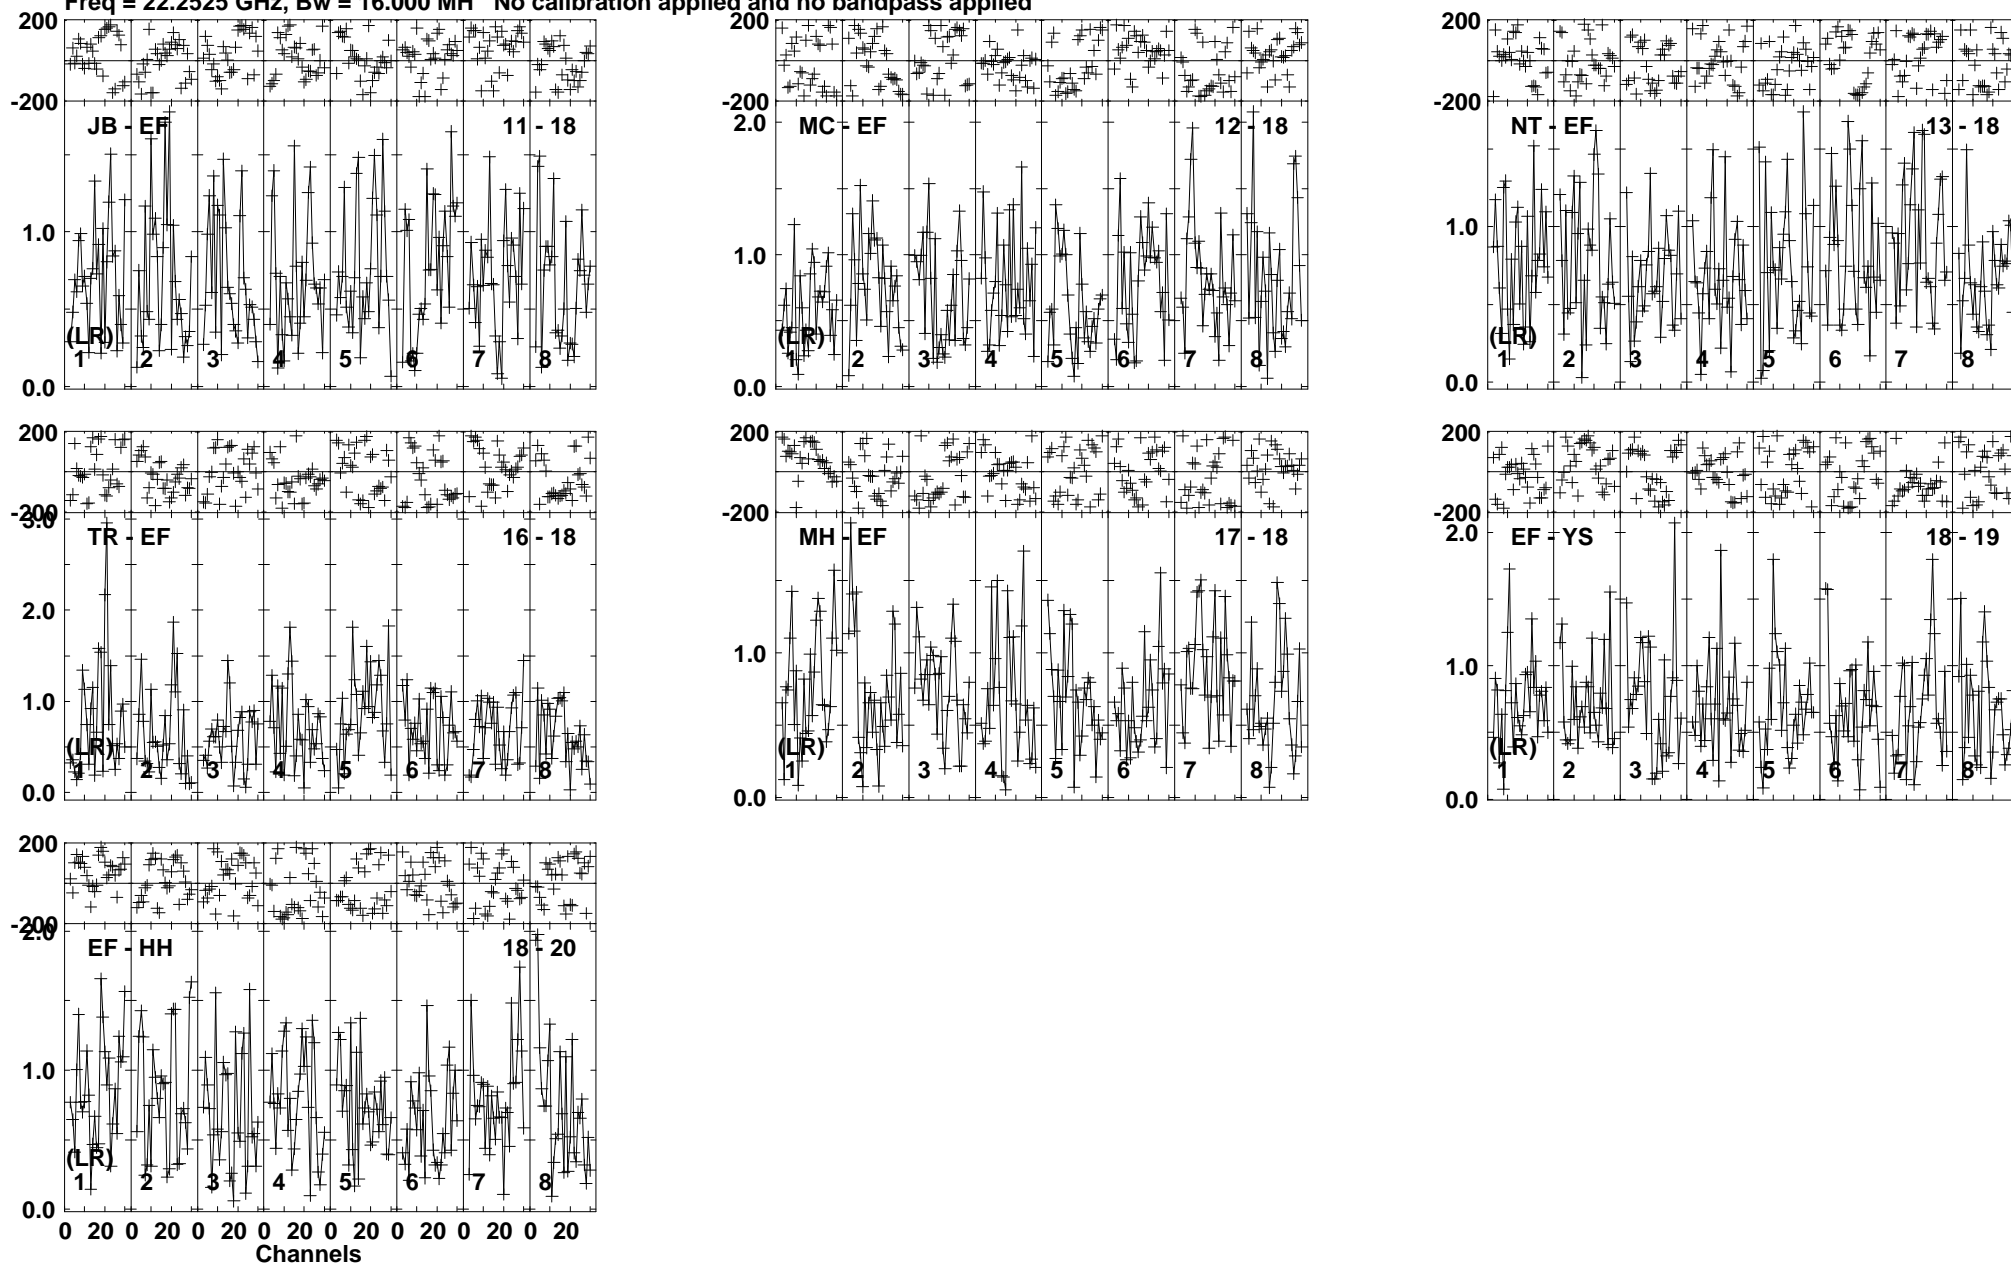 Freq = 22.2525 GHz, Bw = 16.000 MH No calibration applied and no bandpass applied
200 200 200
-200 -200 -200
JB - EF 11 - 18 MC - EF 12 - 18 NT - EF 13 - 18
2.0
1.0 1.0 1.0
(LR) (LR) (LR)
1 2 3 4 5 6 7 8 1 2 3 4 5 6 7 8 1 2 3 4 5 6 7 8
0.0 0.0 0.0
200 200 200
-200 -200 -200
3.0
TR - EF 16 - 18 MH - EF 17 - 18 EF - YS 18 - 19
2.0 2.0
1.0 1.0 1.0
(LR) (LR) (LR)
1 2 3 4 5 6 7 8 1 2 3 4 5 6 7 8 1 2 3 4 5 6 7 8
0.0 0.0 0.0
200
-200
2.0
EF - HH 18 - 20
1.0
(LR)
1 2 3 4 5 6 7 8
0.0
0 20 0 20 0 20 0 20 0 20 0 20 0 20 0 20
Channels